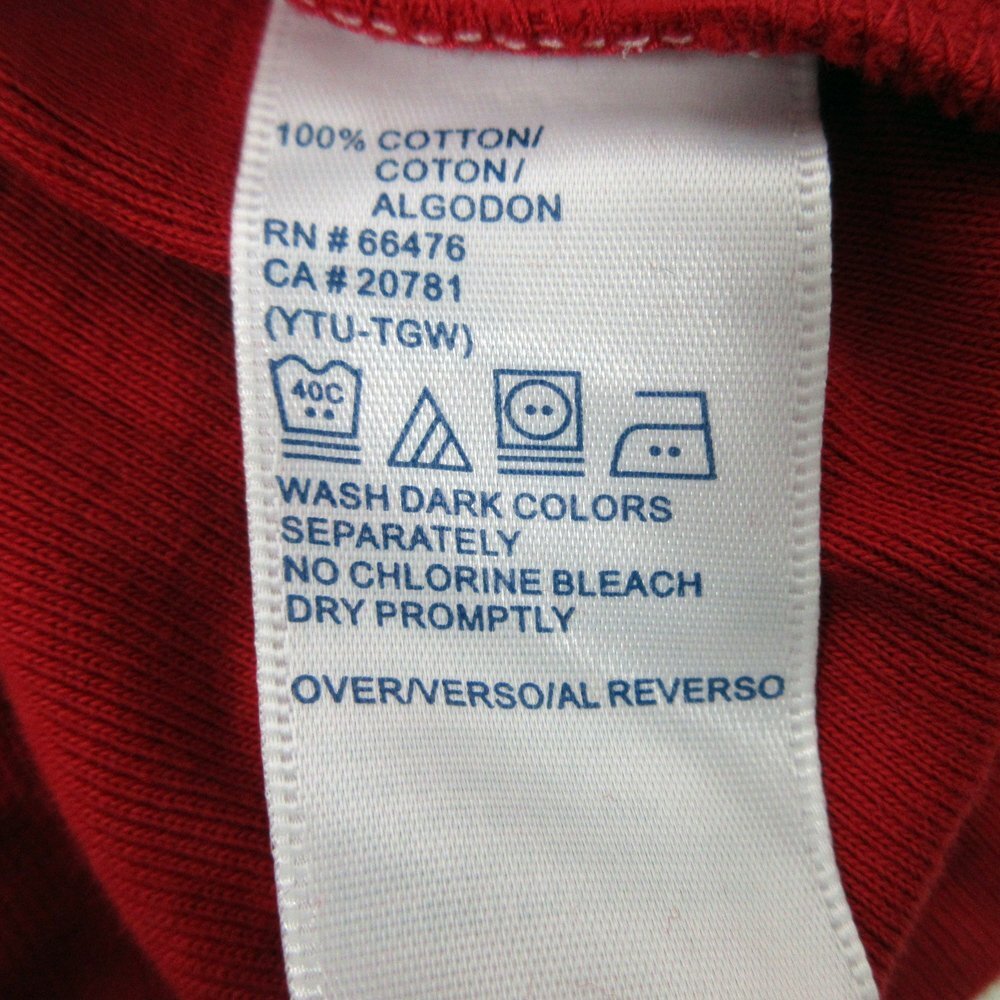 100% COTTON/
COTON/
ALGODON
RN # 66476
CA # 20781
(YTU-TGW)
40C
WASH DARK COLORS
SEPARATELY
NO CHLORINE BLEACH
DRY PROMPTLY
OVER/VERSO/AL REVERSO